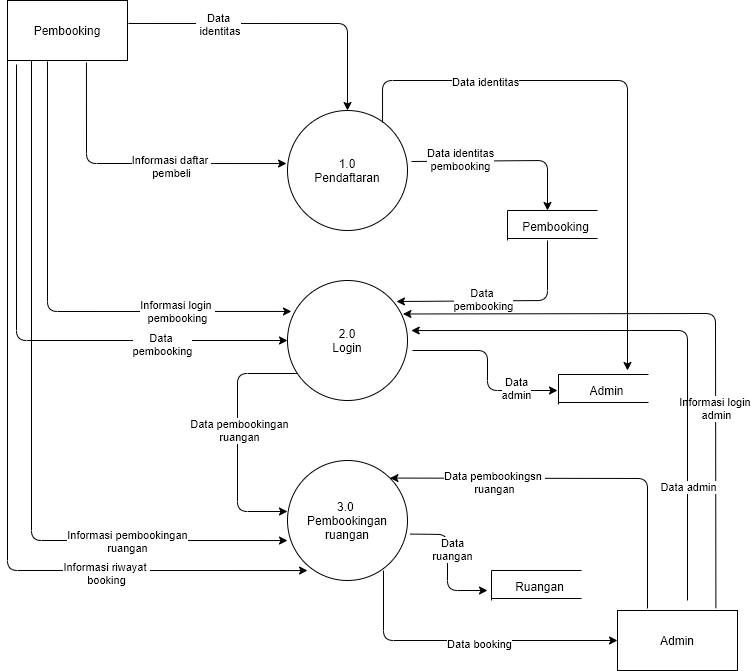 Pembooking
Data
identitas
Data identitas
1.0
Pendaftaran
Informasi daftar
pembeli
Data identitas
pembooking
Pembooking
Data
pembooking
Informasi login
pembooking
Data
pembooking
2.0
Login
Data
admin
Admin
Informasi login
admin
Data pembookingan
ruangan
Data pembookingsn
ruangan
Data admin
3.0
Pembookingan
ruangan
Informasi pembookingan
ruangan
Data
ruangan
Informasi riwayat
booking
Ruangan
Data booking
Admin